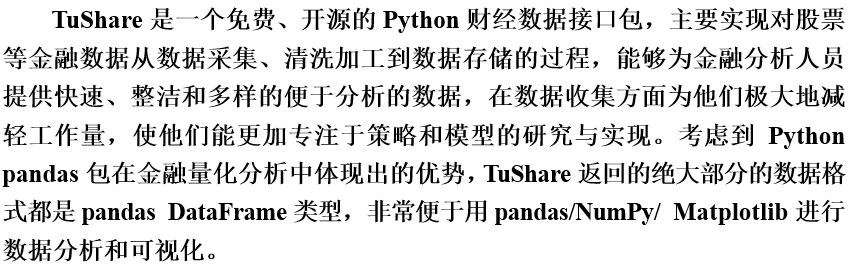 TuShare 是一个免费、开源的 Python 财经数据接口包，主要实现对股票
等金融数据从数据采集、清洗加工到数据存储的过程，能够为金融分析人员
提供快速、整洁和多样的便于分析的数据，在数据收集方面为他们极大地减
轻工作量，使他们能更加专注于策略和模型的研究与实现。考虑到 Python
pandas 包在金融量化分析中体现出的优势，TuShare 返回的绝大部分的数据格
式都是 pandas DataFrame 类型，非常便于用 pandas/NumPy/ Matplotlib 进行
数据分析和可视化。